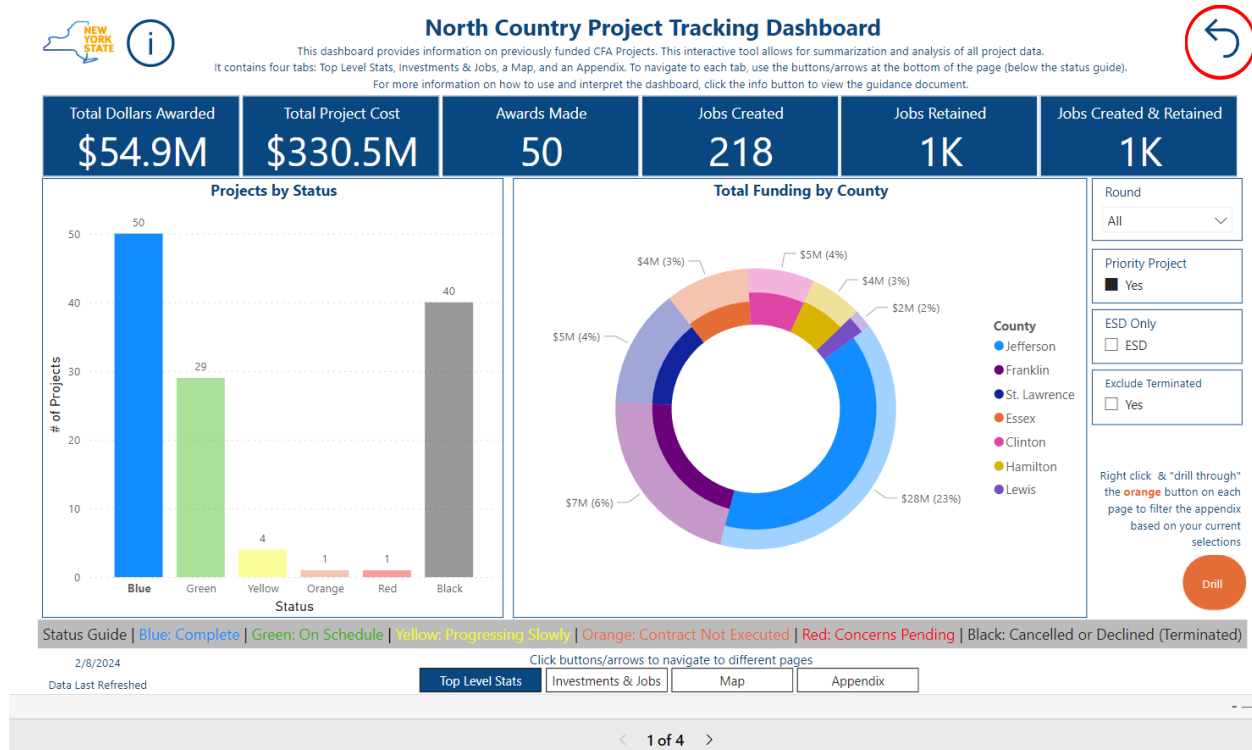 NEW
YORK
STATE
i
North Country Project Tracking Dashboard
This dashboard provides information on previously funded CFA Projects. This interactive tool allows for summarization and analysis of all project data.
It contains four tabs: Top Level Stats, Investments & Jobs, a Map, and an Appendix. To navigate to each tab, use the buttons/arrows at the bottom of the page (below the status guide).
For more information on how to use and interpret the dashboard, click the info button to view the guidance document.
Total Dollars Awarded
$54.9M
Total Project Cost
$330.5M
Awards Made
50
Jobs Created
218
Jobs Retained
1K
Jobs Created & Retained
1K
Projects by Status
50
40
30
20
10
0
# of Projects
50
29
4
1
1
40
Blue
Green
Yellow
Orange
Red
Black
Status
Total Funding by County
$4M (3%)
$5M (4%)
$4M (3%)
$2M (2%)
$5M (4%)
$7M (6%)
$28M (23%)
County
Jefferson
Franklin
St. Lawrence
Essex
Clinton
Hamilton
Lewis
Round
All
Priority Project
Yes
ESD Only
ESD
Exclude Terminated
Yes
Right click & "drill through"
the orange button on each
page to filter the appendix
based on your current
selections
Drill
Status Guide | Blue: Complete | Green: On Schedule | Yellow: Progressing Slowly | Orange: Contract Not Executed | Red: Concerns Pending | Black: Cancelled or Declined (Terminated)
2/8/2024
Data Last Refreshed
Click buttons/arrows to navigate to different pages
Top Level Stats
Investments & Jobs
Map
Appendix
1 of 4